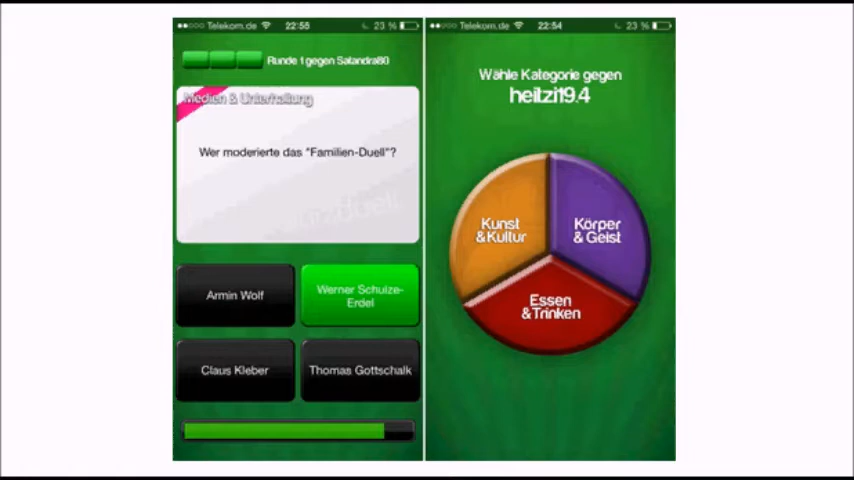 Telekom.de 22:55 23 %
Runde 1 gegen Salandra80
Medien & Unterhaltung
Wer moderierte das "Familien-Duell"?
Armin Wolf
Werner Schulze-
Erdel
Claus Kleber
Thomas Gottschalk
Telekom.de 22:54 23 %
Wähle Kategorie gegen
heitzi19.4
Kunst
&Kultur
Körper
& Geist
Essen
&Trinken